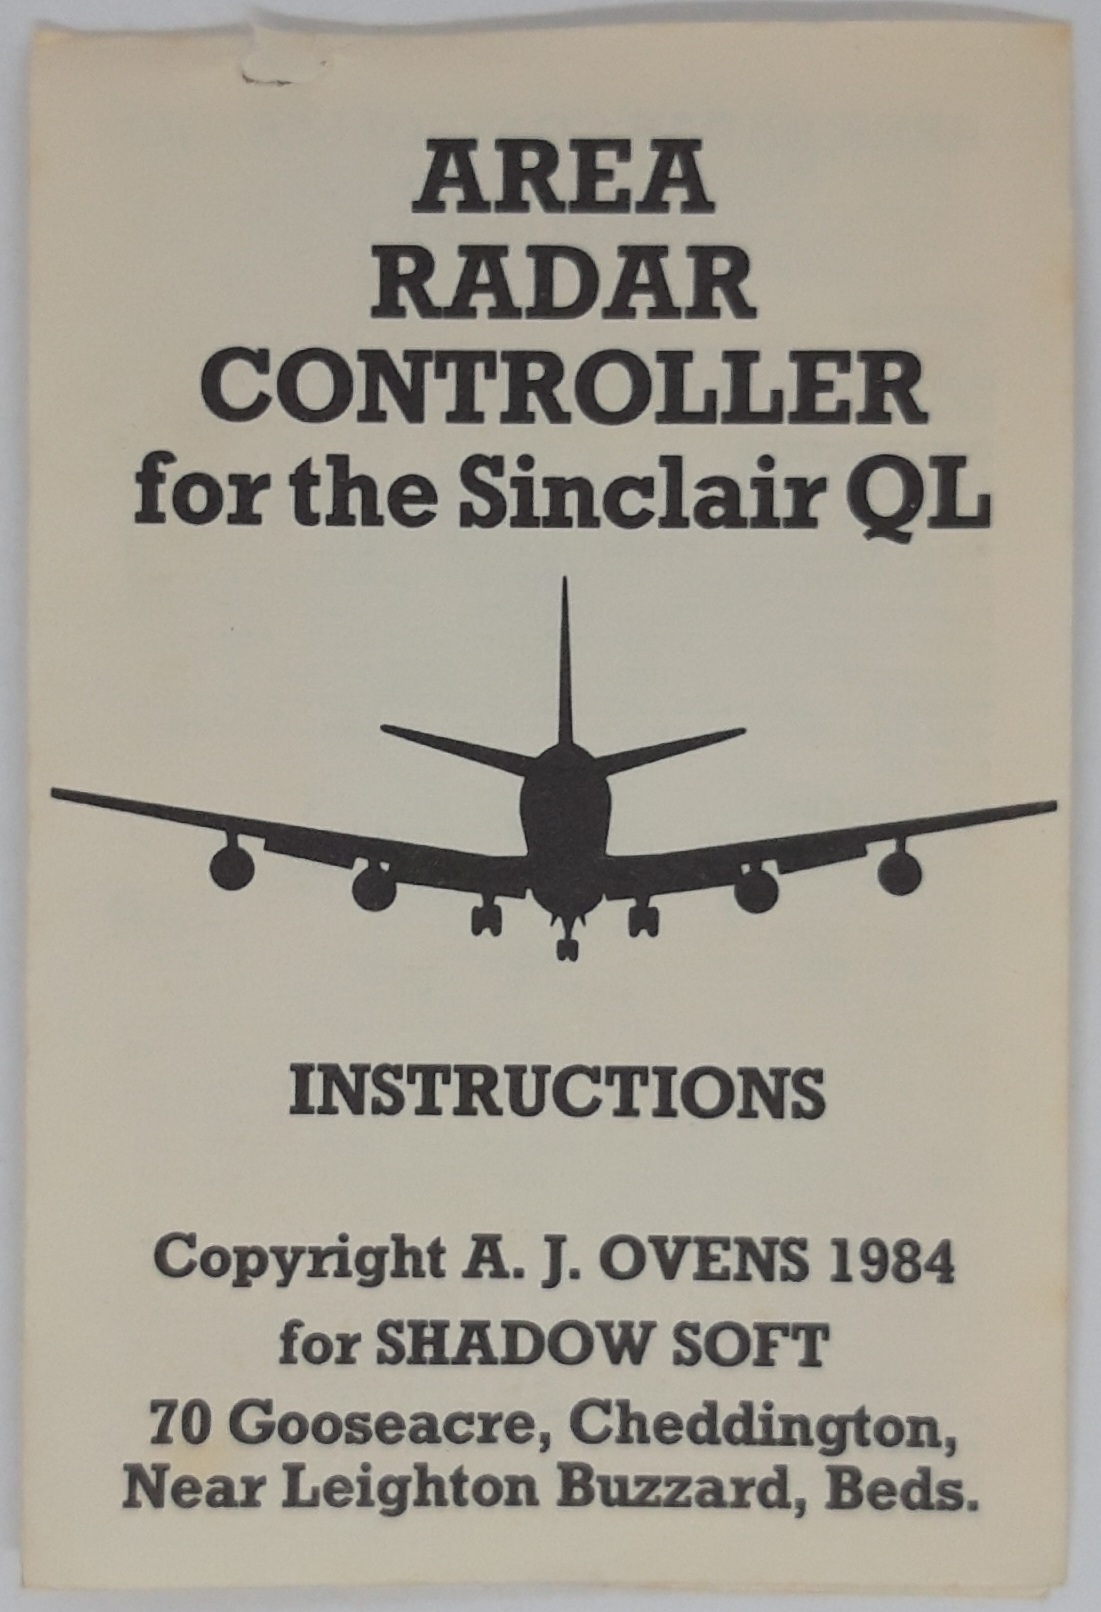 AREA
RADAR
CONTROLLER
for the Sinclair QL
INSTRUCTIONS
Copyright A. J. OVENS 1984
for SHADOW SOFT
70 Gooseacre, Cheddington,
Near Leighton Buzzard, Beds.